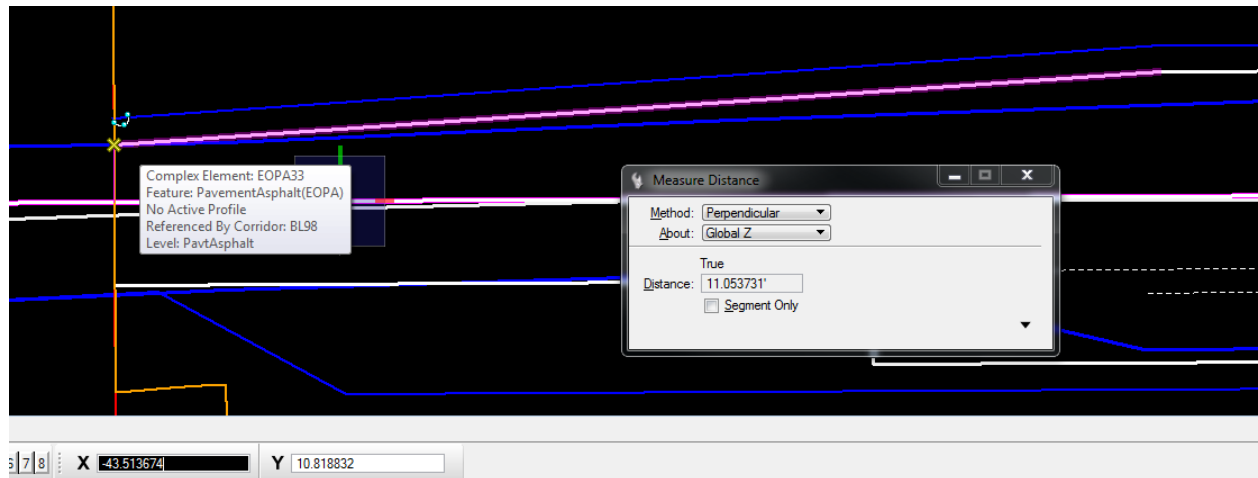 Complex Element: EOPA33
Feature: PavementAsphalt(EOPA)
No Active Profile
Referenced By Corridor: BL98
Level: PavtAsphalt
Measure Distance
Method: Perpendicular
About: Global Z
True
Distance: 11.053731'
Segment Only
7 8 X -43.513674 Y 10.818832